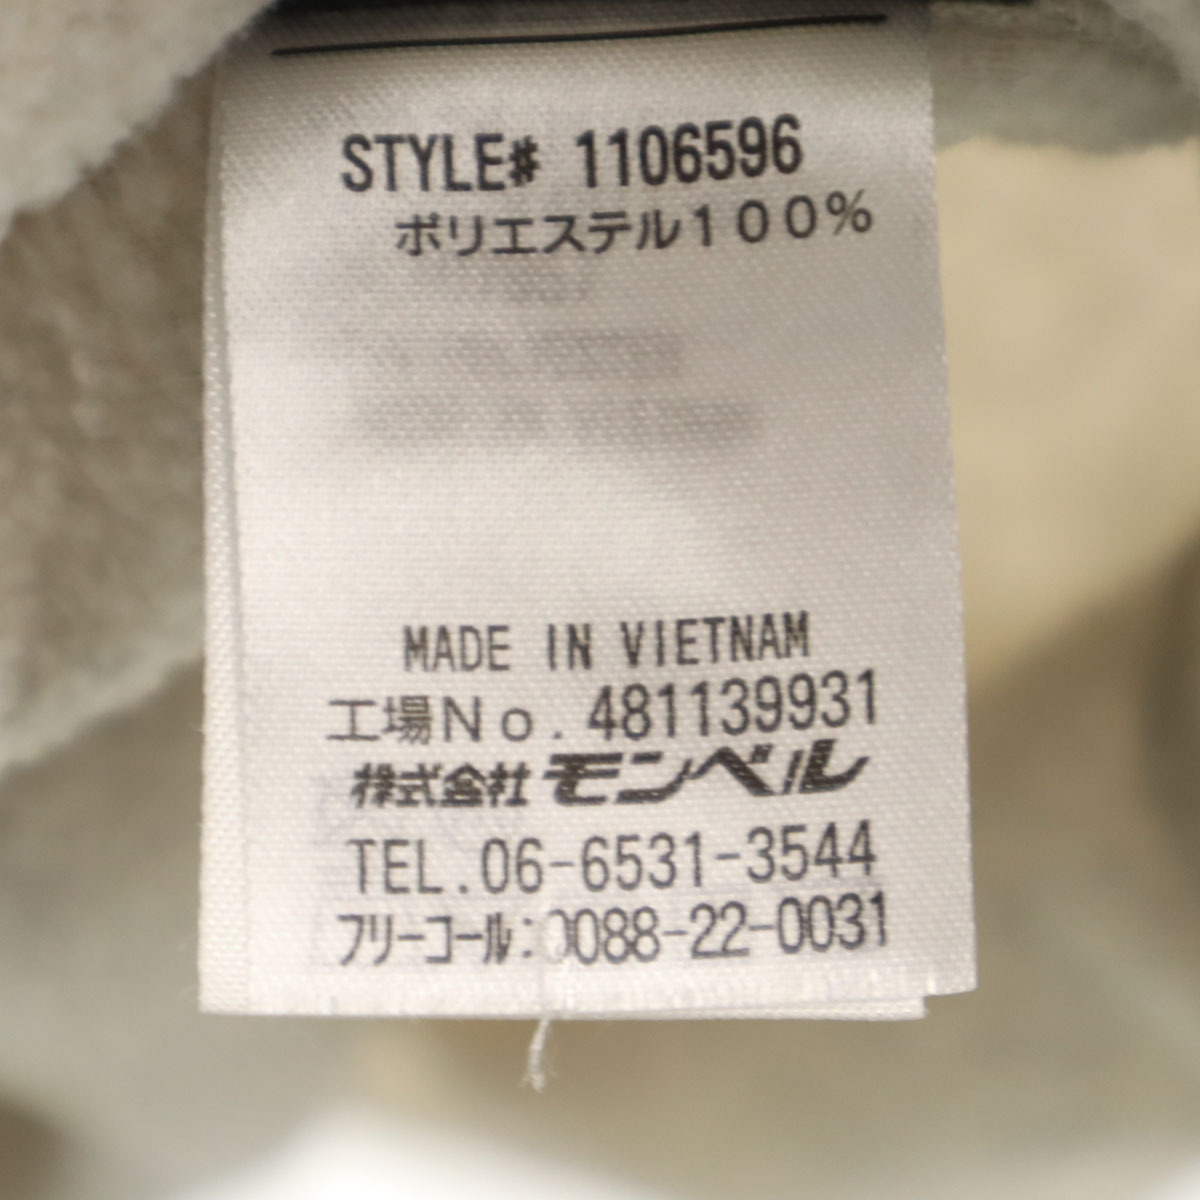 STYLE# 1106596
ポリエステル100%
MADE IN VIETNAM
工場No. 481139931
株式会社 モンベル
TEL. 06-6531-3544
フリーコール:0088-22-0031